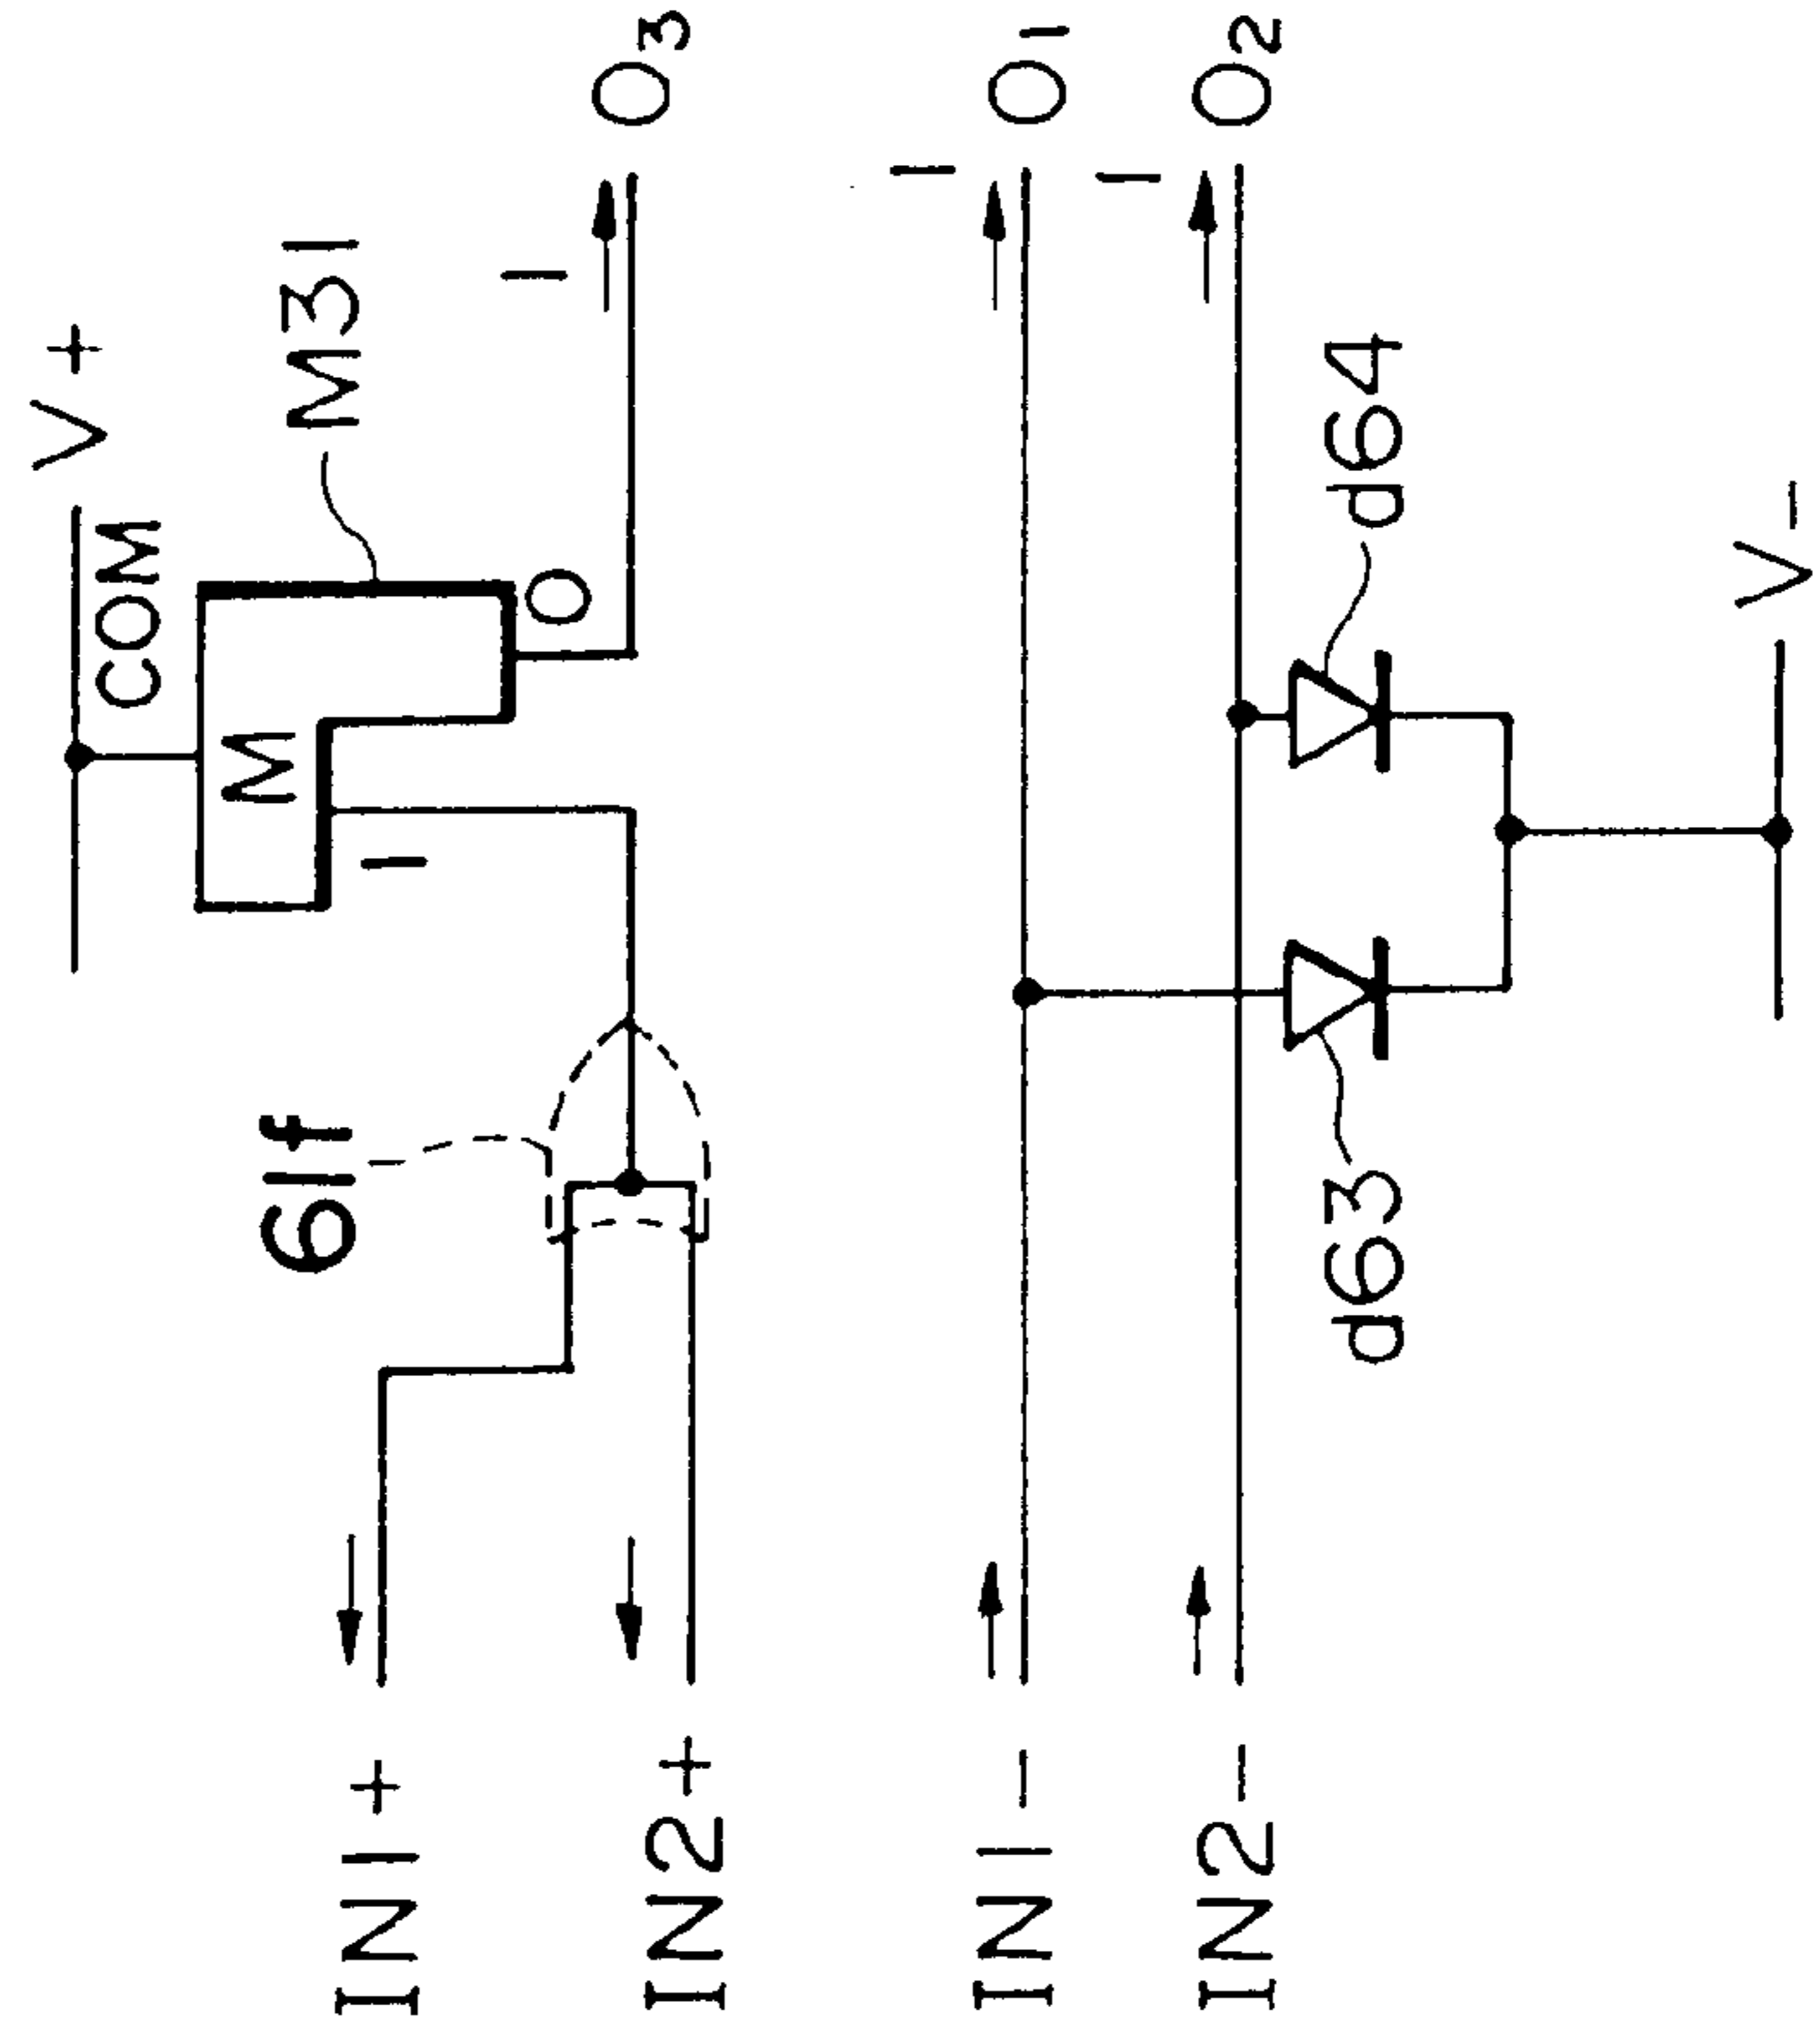 V+
COM
M
M31
61f
IN1+
I
O
I
IN2+
O3
I
IN1-
O1
I
IN2-
O2
d63
d64
V-